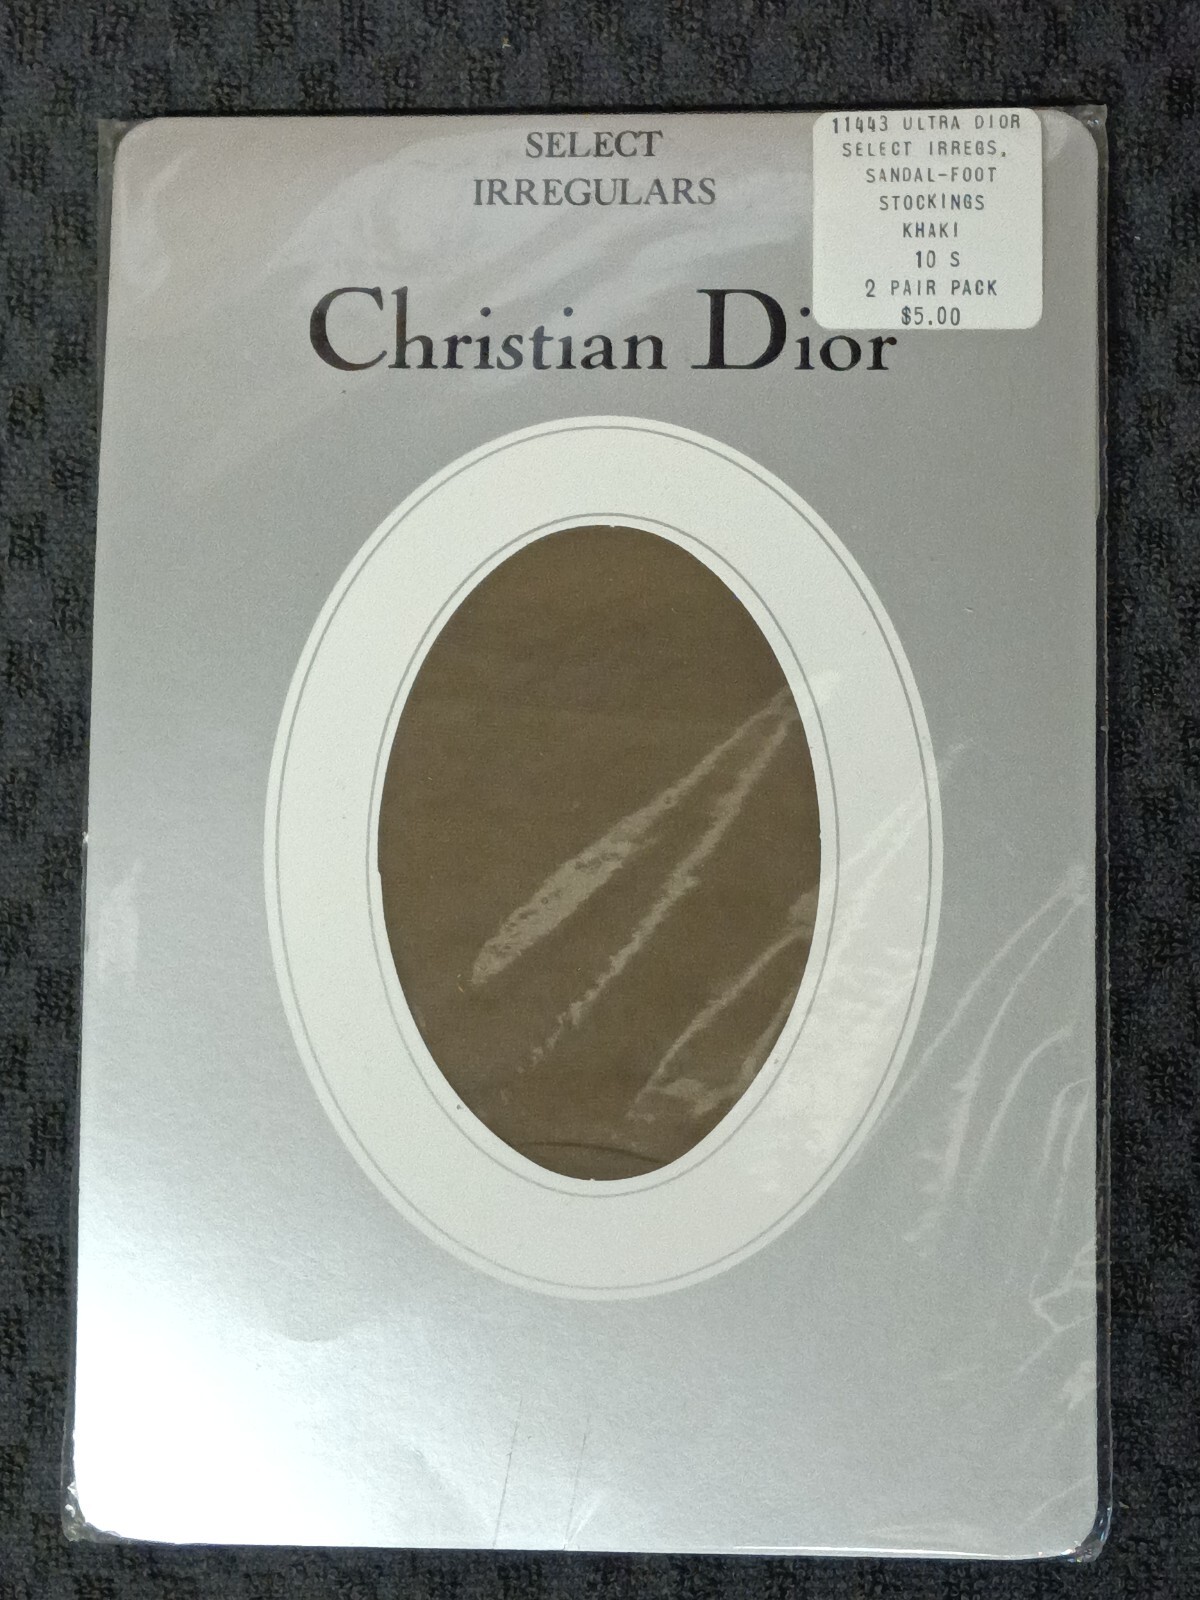 SELECT
IRREGULARS
Christian Dior
11443 ULTRA DIOR
SELECT IRREGS.
SANDAL-FOOT
STOCKINGS
KHAKI
10 S
2 PAIR PACK
$5.00